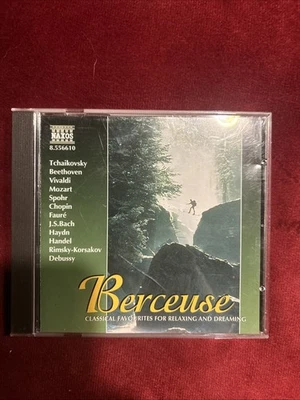 NAXOS
8.556610
Tchaikovsky
Beethoven
Vivaldi
Mozart
Spohr
Chopin
Fauré
J.S.Bach
Haydn
Handel
Rimsky-Korsakov
Debussy
Berceuse
CLASSICAL FAVOURITES FOR RELAXING AND DREAMING